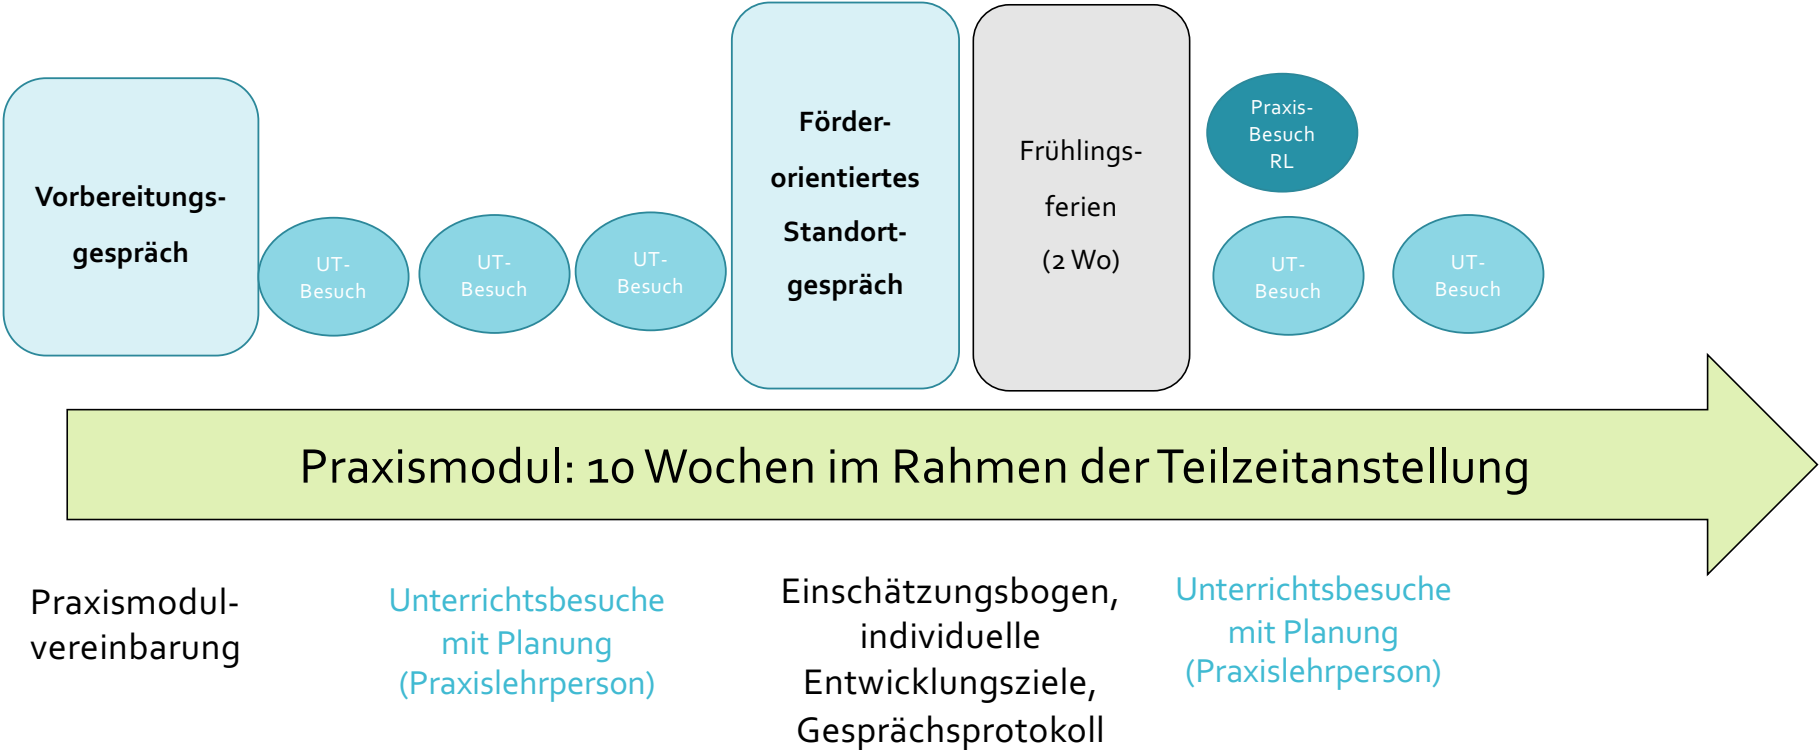 Vorbereitungs-
gespräch
UT-
Besuch
UT-
Besuch
UT-
Besuch
Förder-
orientiertes
Standort-
gespräch
Frühlings-
ferien
(2 Wo)
Praxis-
Besuch
RL
UT-
Besuch
UT-
Besuch
Praxismodul: 10 Wochen im Rahmen der Teilzeitanstellung
Praxismodul-
vereinbarung
Unterrichtsbesuche
mit Planung
(Praxislehrperson)
Einschätzungsbogen,
individuelle
Entwicklungsziele,
Gesprächsprotokoll
Unterrichtsbesuche
mit Planung
(Praxislehrperson)